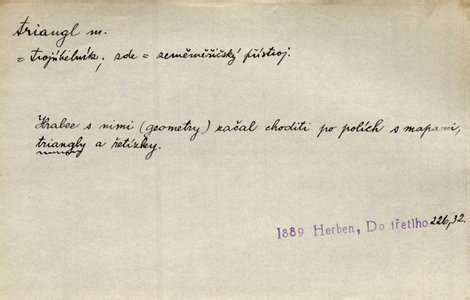 triangl m.
= trojúhelník; zde = zeměměřičský přístroj.
Hrabec s nimi (geometry) začal choditi po polích s mapami,
triangly a řetízky.
1889 Herben, Do třetího 226,32.